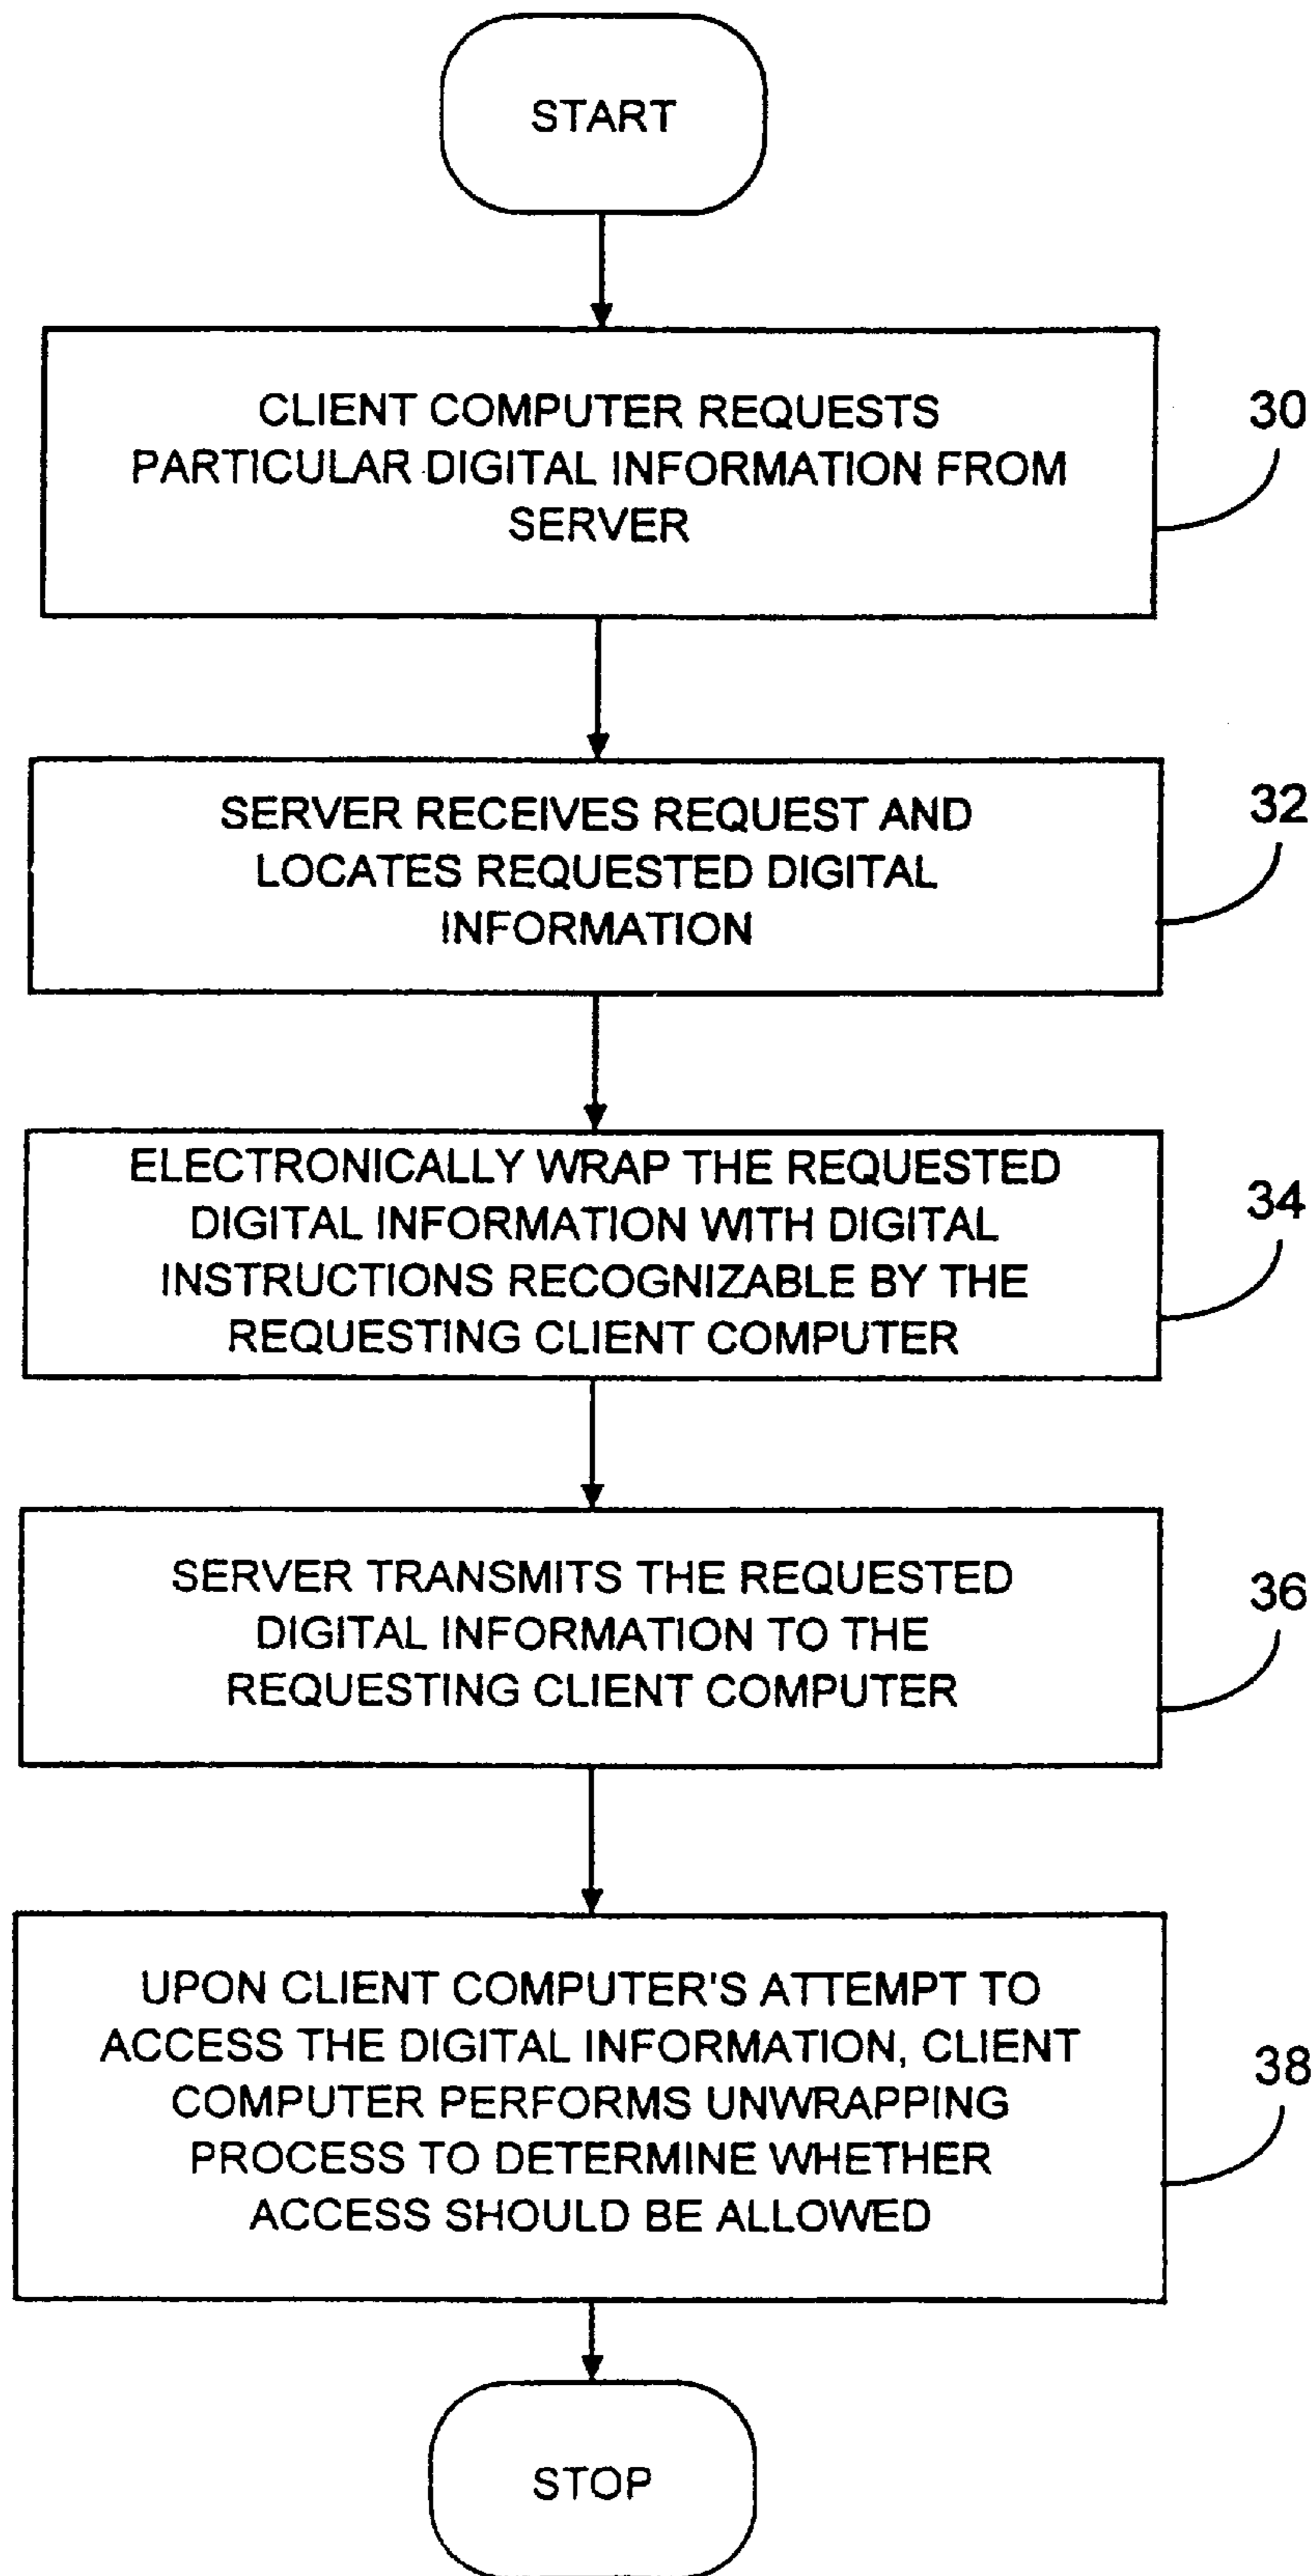 START
CLIENT COMPUTER REQUESTS
PARTICULAR DIGITAL INFORMATION FROM
SERVER
30
SERVER RECEIVES REQUEST AND
LOCATES REQUESTED DIGITAL
INFORMATION
32
ELECTRONICALLY WRAP THE REQUESTED
DIGITAL INFORMATION WITH DIGITAL
INSTRUCTIONS RECOGNIZABLE BY THE
REQUESTING CLIENT COMPUTER
34
SERVER TRANSMITS THE REQUESTED
DIGITAL INFORMATION TO THE
REQUESTING CLIENT COMPUTER
36
UPON CLIENT COMPUTER'S ATTEMPT TO
ACCESS THE DIGITAL INFORMATION, CLIENT
COMPUTER PERFORMS UNWRAPPING
PROCESS TO DETERMINE WHETHER
ACCESS SHOULD BE ALLOWED
38
STOP